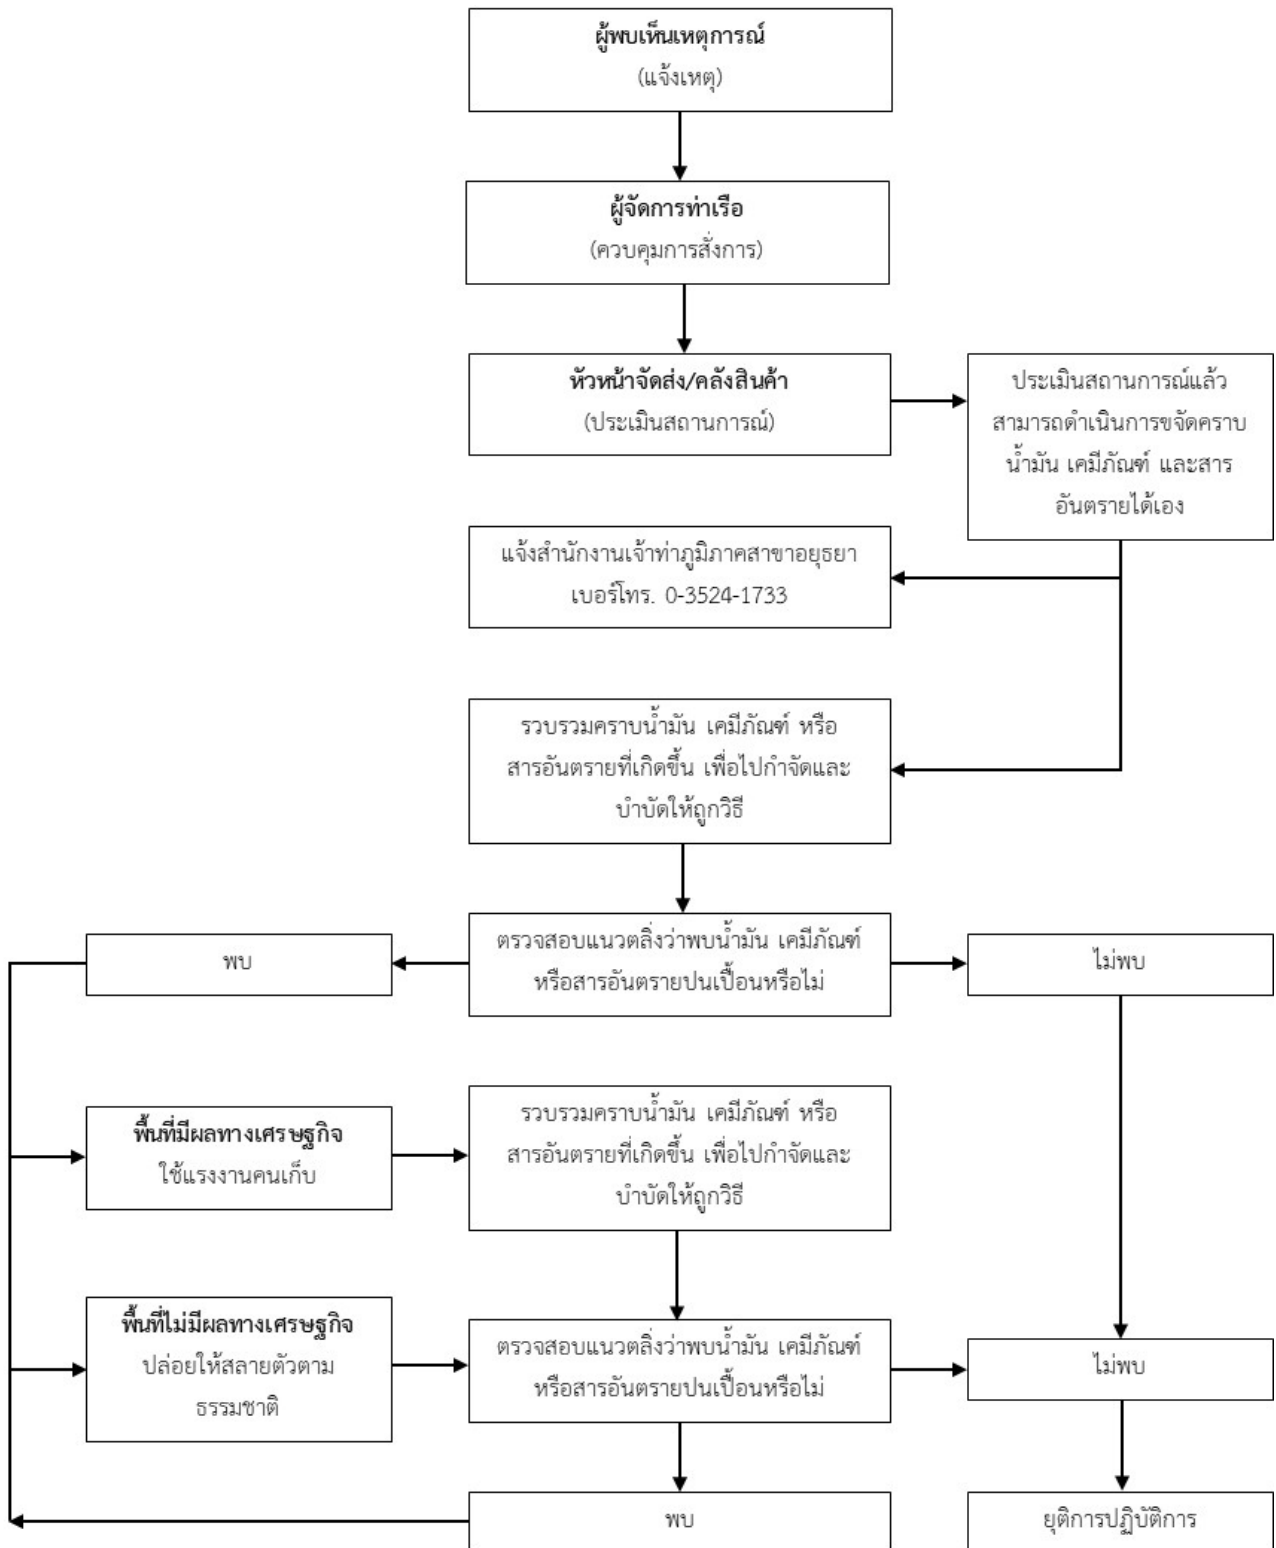 ผู้พบเห็นเหตุการณ์
(แจ้งเหตุ)
ผู้จัดการท่าเรือ
(ควบคุมการสั่งการ)
หัวหน้าจัดส่ง/คลังสินค้า
(ประเมินสถานการณ์)
ประเมินสถานการณ์แล้ว
สามารถดำเนินการขจัดคราบ
น้ำมัน เคมีภัณฑ์ และสาร
อันตรายได้เอง
แจ้งสำนักงานเจ้าท่าภูมิภาคสาขาอยุธยา
เบอร์โทร. 0-3524-1733
รวบรวมคราบน้ำมัน เคมีภัณฑ์ หรือ
สารอันตรายที่เกิดขึ้น เพื่อไปกำจัดและ
บำบัดให้ถูกวิธี
พบ
ตรวจสอบแนวตลิ่งว่าพบน้ำมัน เคมีภัณฑ์
หรือสารอันตรายปนเปื้อนหรือไม่
ไม่พบ
พื้นที่มีผลทางเศรษฐกิจ
ใช้แรงงานคนเก็บ
รวบรวมคราบน้ำมัน เคมีภัณฑ์ หรือ
สารอันตรายที่เกิดขึ้น เพื่อไปกำจัดและ
บำบัดให้ถูกวิธี
พื้นที่ไม่มีผลทางเศรษฐกิจ
ปล่อยให้สลายตัวตาม
ธรรมชาติ
ตรวจสอบแนวตลิ่งว่าพบน้ำมัน เคมีภัณฑ์
หรือสารอันตรายปนเปื้อนหรือไม่
ไม่พบ
พบ
ยุติการปฏิบัติการ